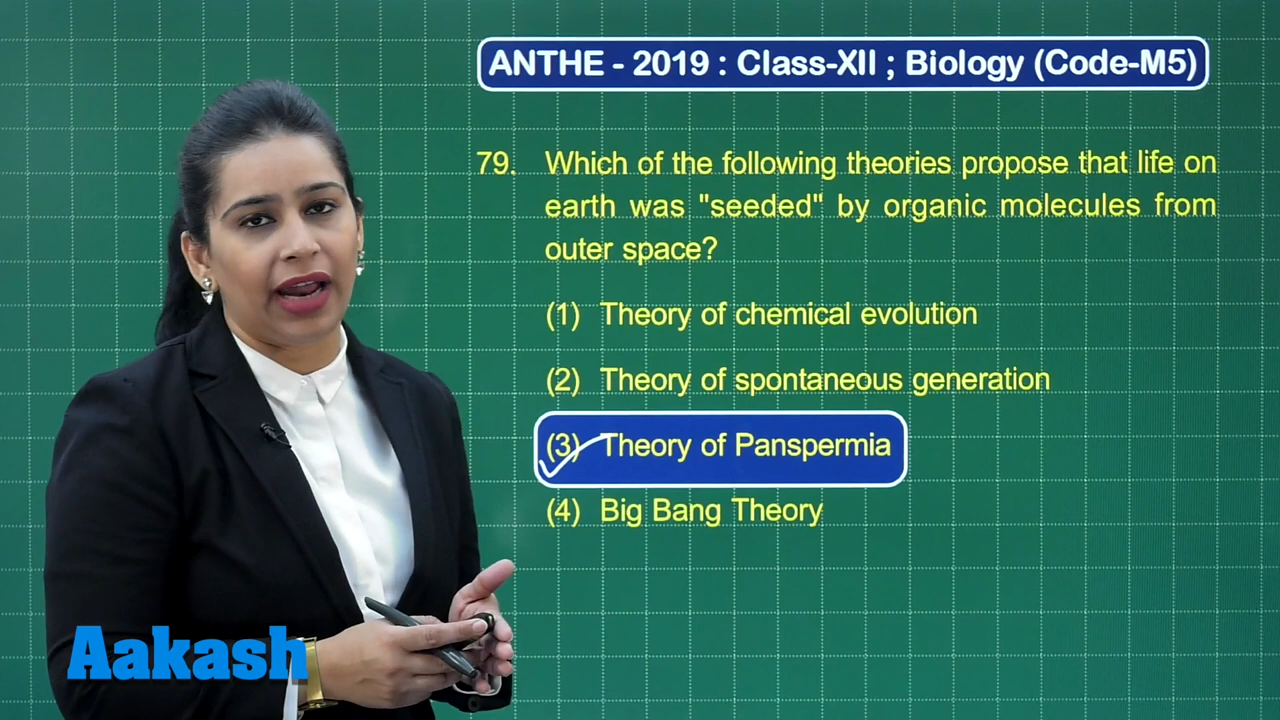 ANTHE - 2019 : Class-XII ; Biology (Code-M5)
79. Which of the following theories propose that life on
earth was "seeded" by organic molecules from
outer space?
(1) Theory of chemical evolution
(2) Theory of spontaneous generation
(3) Theory of Panspermia
(4) Big Bang Theory
Aakash